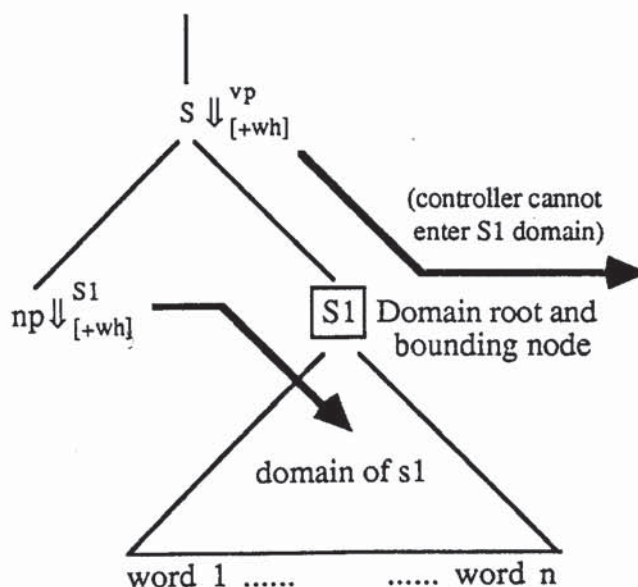 S ⇓ vp [+wh]
(controller cannot
enter S1 domain)
np ⇓ S1 [+wh]
S1 Domain root and
bounding node
domain of s1
word 1 ...... ...... word n